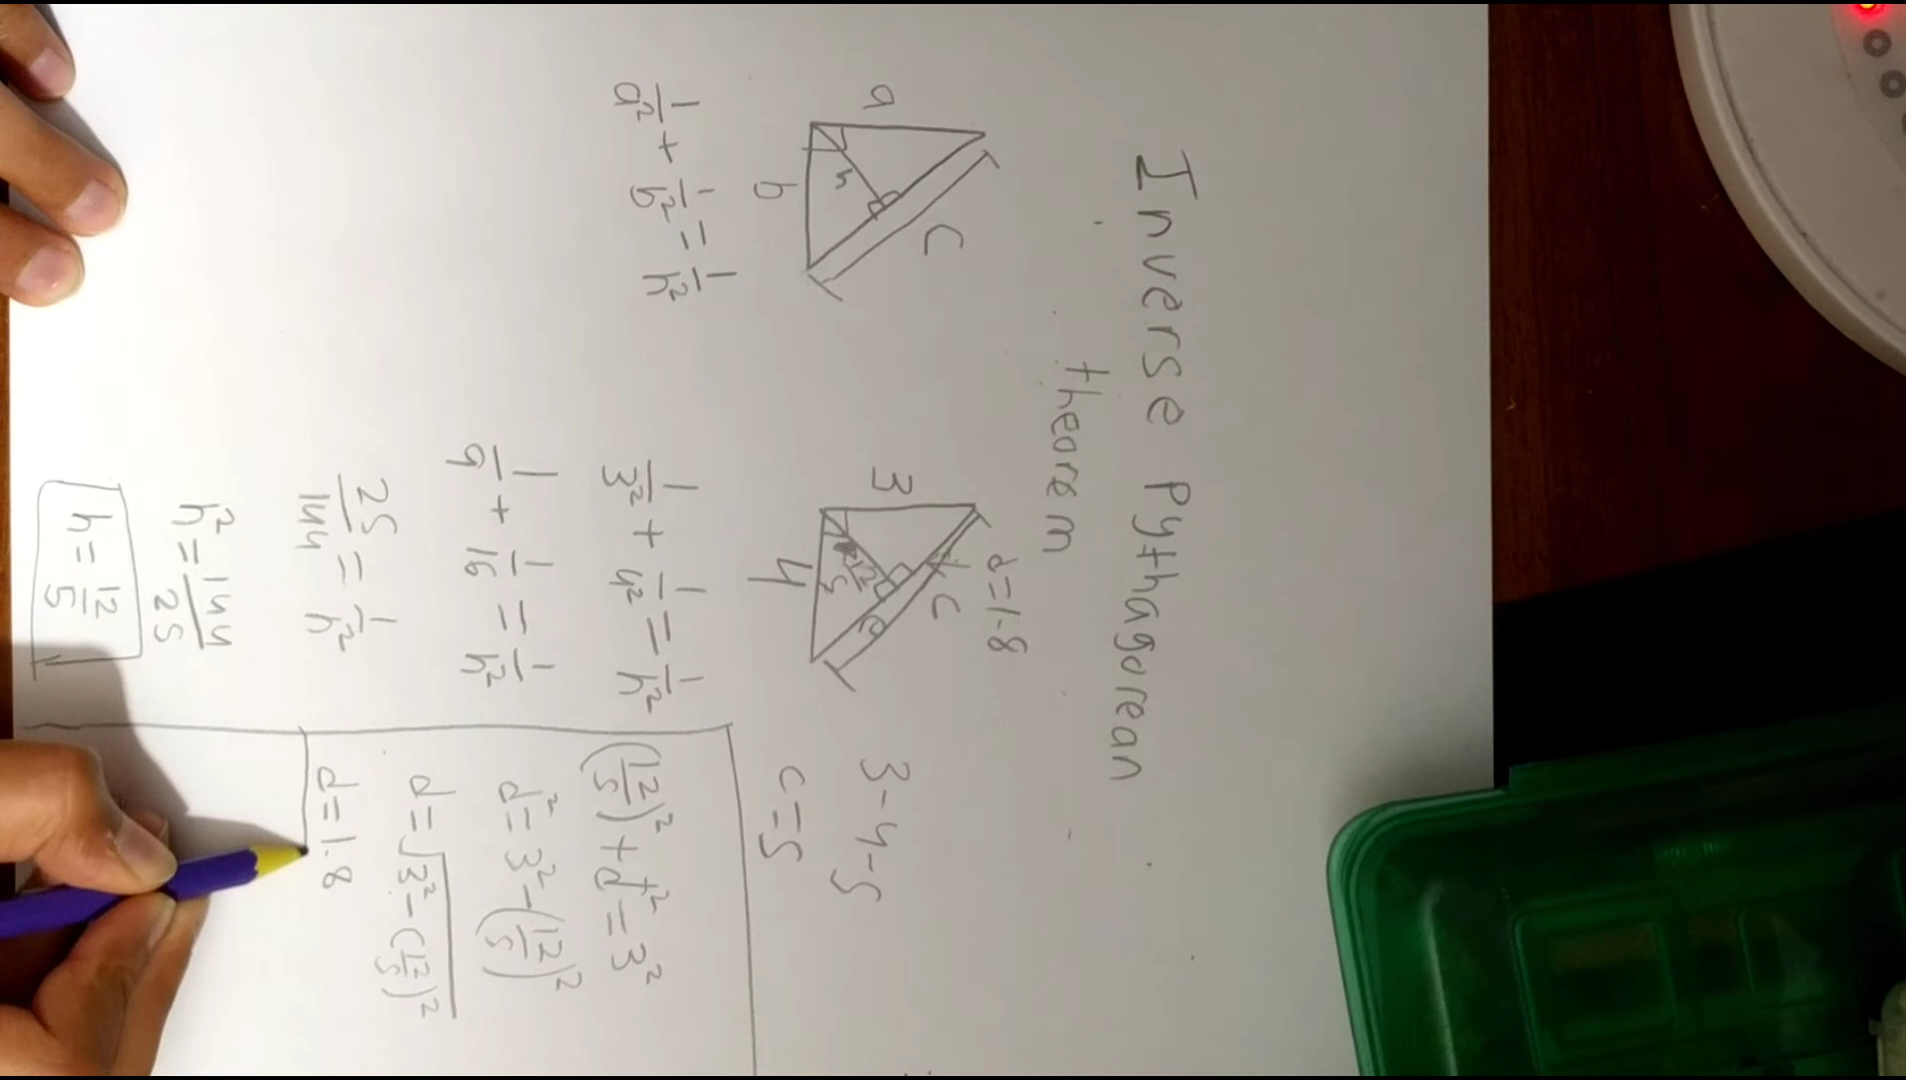 Inverse Pythagorean
theorem
a
h
c
b
1/a² + 1/b² = 1/h²
d=1.8
3
c
12/5
e
4
1/3² + 1/4² = 1/h²
1/9 + 1/16 = 1/h²
25/144 = 1/h²
h² = 144/25
h = 12/5
3-4-5
c=5
(12/5)² + d² = 3²
d² = 3² - (12/5)²
d = √3² - (12/5)²
d = 1.8